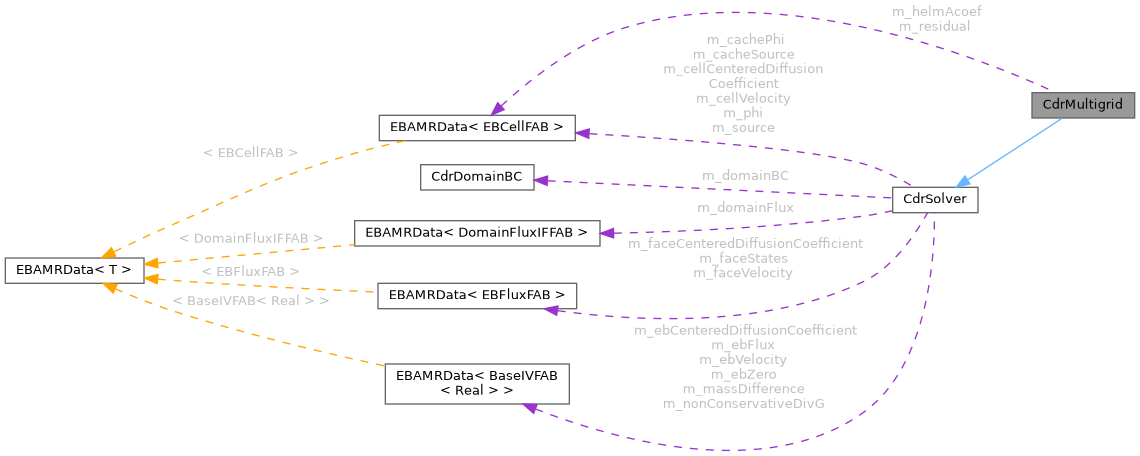 m_helmAcoef
m_residual
m_cachePhi
m_cacheSource
m_cellCenteredDiffusion
Coefficient
m_cellVelocity
m_phi
m_source
CdrMultigrid
EBAMRData< EBCellFAB >
< EBCellFAB >
CdrDomainBC
m_domainBC
CdrSolver
m_domainFlux
EBAMRData< DomainFluxIFFAB >
< DomainFluxIFFAB >
m_faceCenteredDiffusionCoefficient
m_faceStates
m_faceVelocity
EBAMRData< T >
< EBFluxFAB >
EBAMRData< EBFluxFAB >
< BaseIVFAB< Real > >
m_ebCenteredDiffusionCoefficient
m_ebFlux
m_ebVelocity
m_ebZero
m_massDifference
m_nonConservativeDivG
EBAMRData< BaseIVFAB
< Real > >